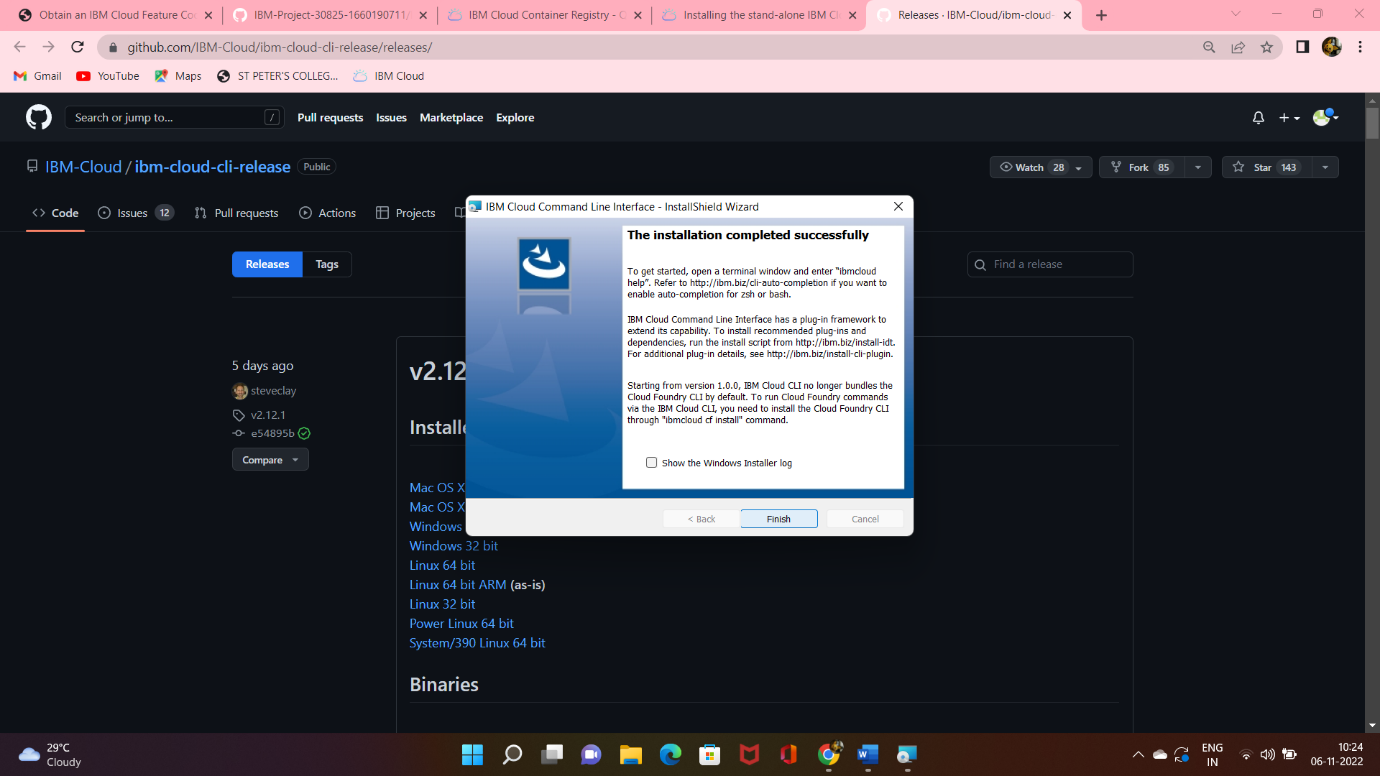 Obtain an IBM Cloud Feature Co
IBM-Project-30825-1660190711/
IBM Cloud Container Registry - C
Installing the stand-alone IBM Cl
Releases · IBM-Cloud/ibm-cloud-
github.com/IBM-Cloud/ibm-cloud-cli-release/releases/
Gmail
YouTube
Maps
ST PETER'S COLLEG...
IBM Cloud
Search or jump to...
/
Pull requests
Issues
Marketplace
Explore
IBM-Cloud / ibm-cloud-cli-release
Public
Watch 28
Fork 85
Star 143
Code
Issues 12
Pull requests
Actions
Projects
Releases
Tags
Find a release
5 days ago
steveclay
v2.12.1
e54895b
Compare
v2.12
Installe
Mac OS X
Mac OS X
Windows
Windows 32 bit
Linux 64 bit
Linux 64 bit ARM (as-is)
Linux 32 bit
Power Linux 64 bit
System/390 Linux 64 bit
Binaries
IBM Cloud Command Line Interface - InstallShield Wizard
The installation completed successfully
To get started, open a terminal window and enter "ibmcloud
help". Refer to http://ibm.biz/cli-auto-completion if you want to
enable auto-completion for zsh or bash.
IBM Cloud Command Line Interface has a plug-in framework to
extend its capability. To install recommended plug-ins and
dependencies, run the install script from http://ibm.biz/install-idt.
For additional plug-in details, see http://ibm.biz/install-cli-plugin.
Starting from version 1.0.0, IBM Cloud CLI no longer bundles the
Cloud Foundry CLI by default. To run Cloud Foundry commands
via the IBM Cloud CLI, you need to install the Cloud Foundry CLI
through "ibmcloud cf install" command.
Show the Windows Installer log
< Back
Finish
Cancel
29°C
Cloudy
ENG
IN
10:24
06-11-2022